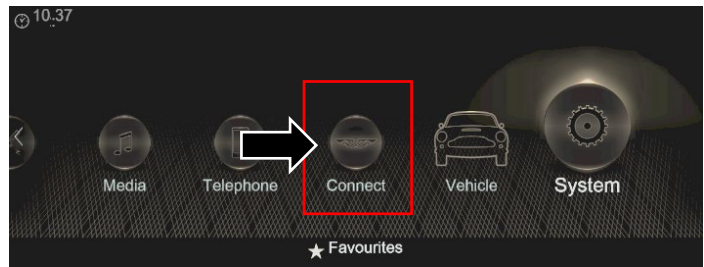 10.37
Media
Telephone
Connect
Vehicle
System
Favourites